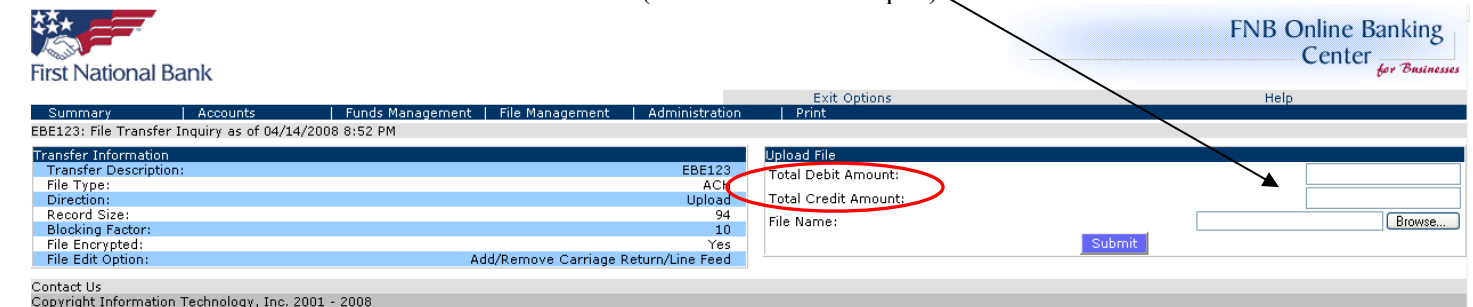 First National Bank
FNB Online Banking
Center
for Businesses
Exit Options Help
Summary | Accounts | Funds Management | File Management | Administration | Print
EBE123: File Transfer Inquiry as of 04/14/2008 8:52 PM
Transfer Information
Transfer Description: EBE123
File Type: ACH
Direction: Upload
Record Size: 94
Blocking Factor: 10
File Encrypted: Yes
File Edit Option: Add/Remove Carriage Return/Line Feed
Upload File
Total Debit Amount:
Total Credit Amount:
File Name: Browse...
Submit
Contact Us
Copyright Information Technology, Inc. 2001 - 2008